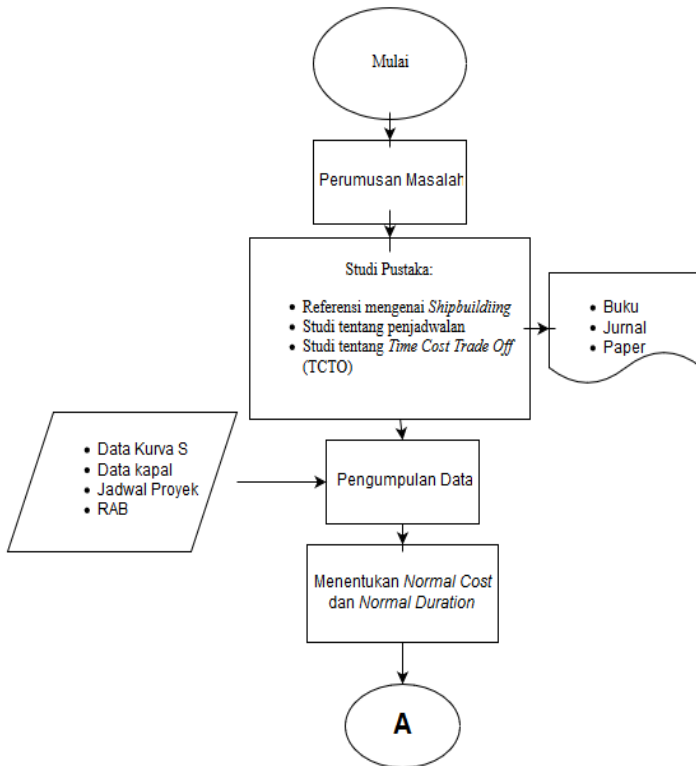 Mulai
Perumusan Masalah
Studi Pustaka:
• Referensi mengenai Shipbuildiing
• Studi tentang penjadwalan
• Studi tentang Time Cost Trade Off
(TCTO)
• Buku
• Jurnal
• Paper
• Data Kurva S
• Data kapal
• Jadwal Proyek
• RAB
Pengumpulan Data
Menentukan Normal Cost
dan Normal Duration
A